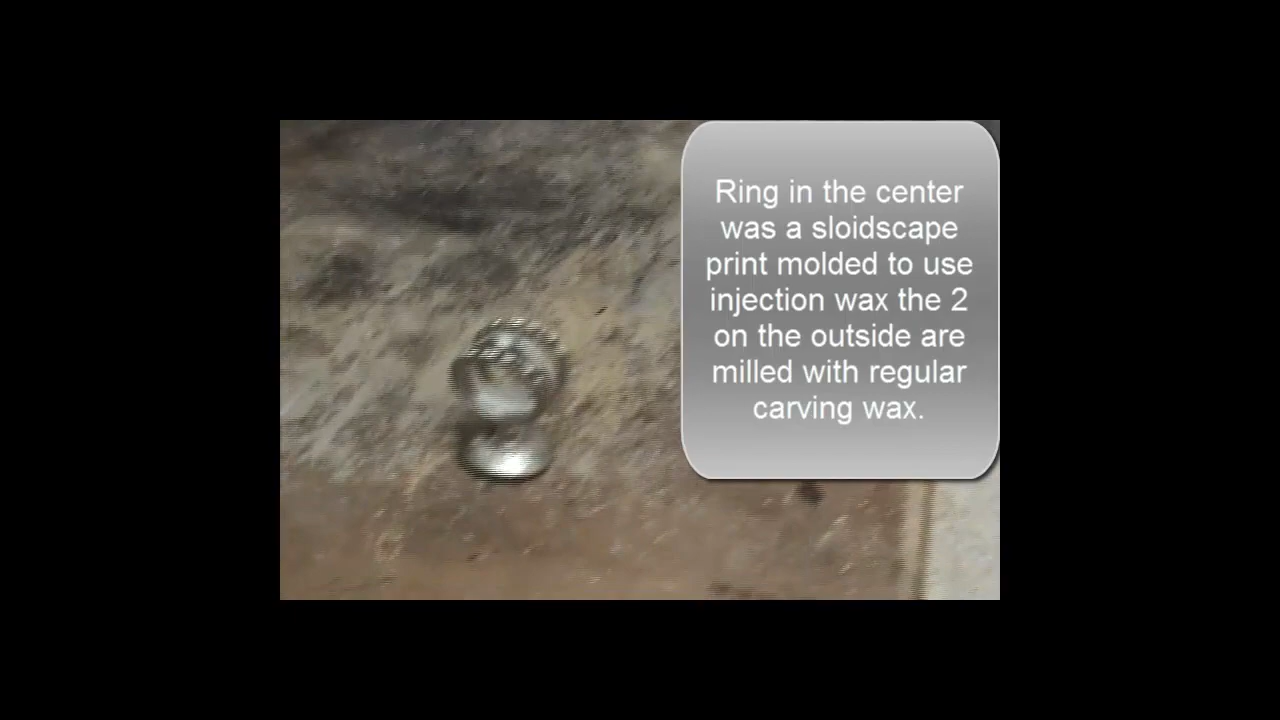 Ring in the center
was a sloidscape
print molded to use
injection wax the 2
on the outside are
milled with regular
carving wax.